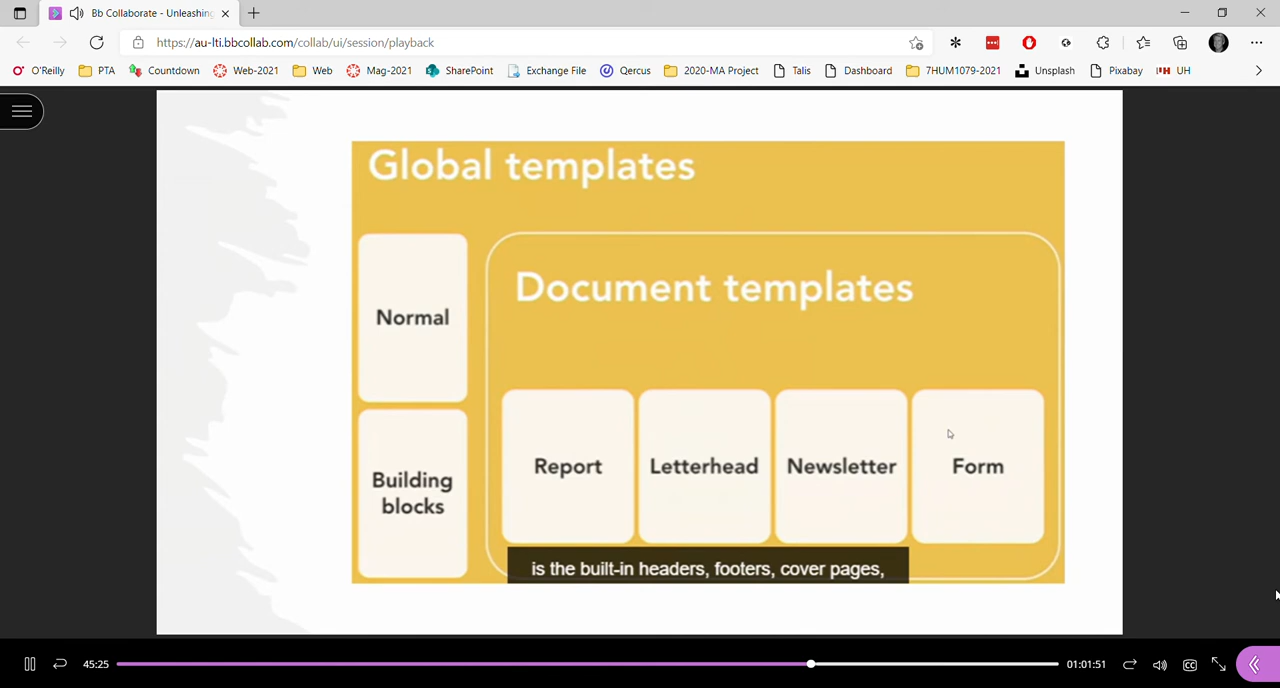 Bb Collaborate - Unleashing
https://au-lti.bbcollab.com/collab/ui/session/playback
O'Reilly PTA Countdown Web-2021 Web Mag-2021 SharePoint Exchange File Qercus 2020-MA Project Talis Dashboard 7HUM1079-2021 Unsplash Pixabay UH UH
Global templates
Document templates
Normal
Building
blocks
Report Letterhead Newsletter Form
is the built-in headers, footers, cover pages,
45:25 01:01:51 CC